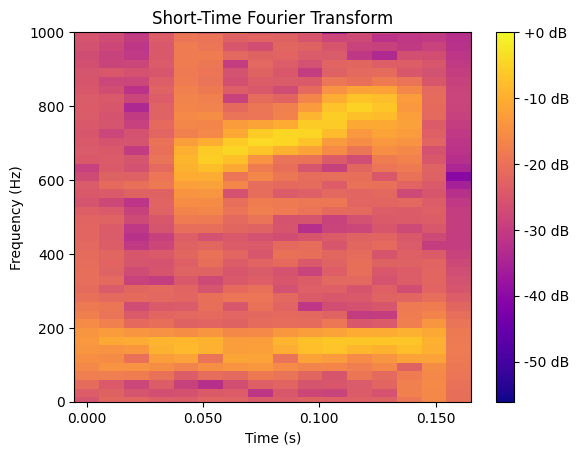 Short-Time Fourier Transform
1000
800
600
400
200
0
Frequency (Hz)
0.000
0.050
0.100
0.150
Time (s)
+0 dB
-10 dB
-20 dB
-30 dB
-40 dB
-50 dB